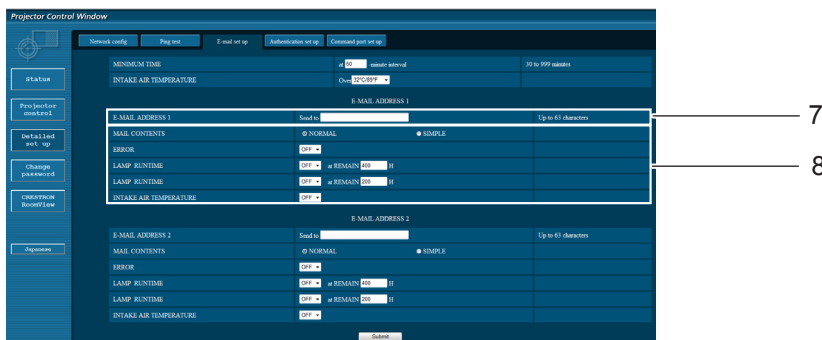 Projector Control Window
Network config Ping test E-mail set up Authentication set up Command port set up
MINIMUM TIME at 60 -minute interval 30 to 999 minutes
INTAKE AIR TEMPERATURE Over 32°C/89°F
Status
E-MAIL ADDRESS 1
Projector
control
E-MAIL ADDRESS 1 Send to Up to 63 characters
7
MAIL CONTENTS NORMAL SIMPLE
Detailed
set up
ERROR OFF
LAMP RUNTIME OFF at REMAIN 400 H
8
Change
password
LAMP RUNTIME OFF at REMAIN 200 H
INTAKE AIR TEMPERATURE OFF
CRESTRON
RoomView
E-MAIL ADDRESS 2
E-MAIL ADDRESS 2 Send to Up to 63 characters
MAIL CONTENTS NORMAL SIMPLE
Japanese
ERROR OFF
LAMP RUNTIME OFF at REMAIN 400 H
LAMP RUNTIME OFF at REMAIN 200 H
INTAKE AIR TEMPERATURE OFF
Submit